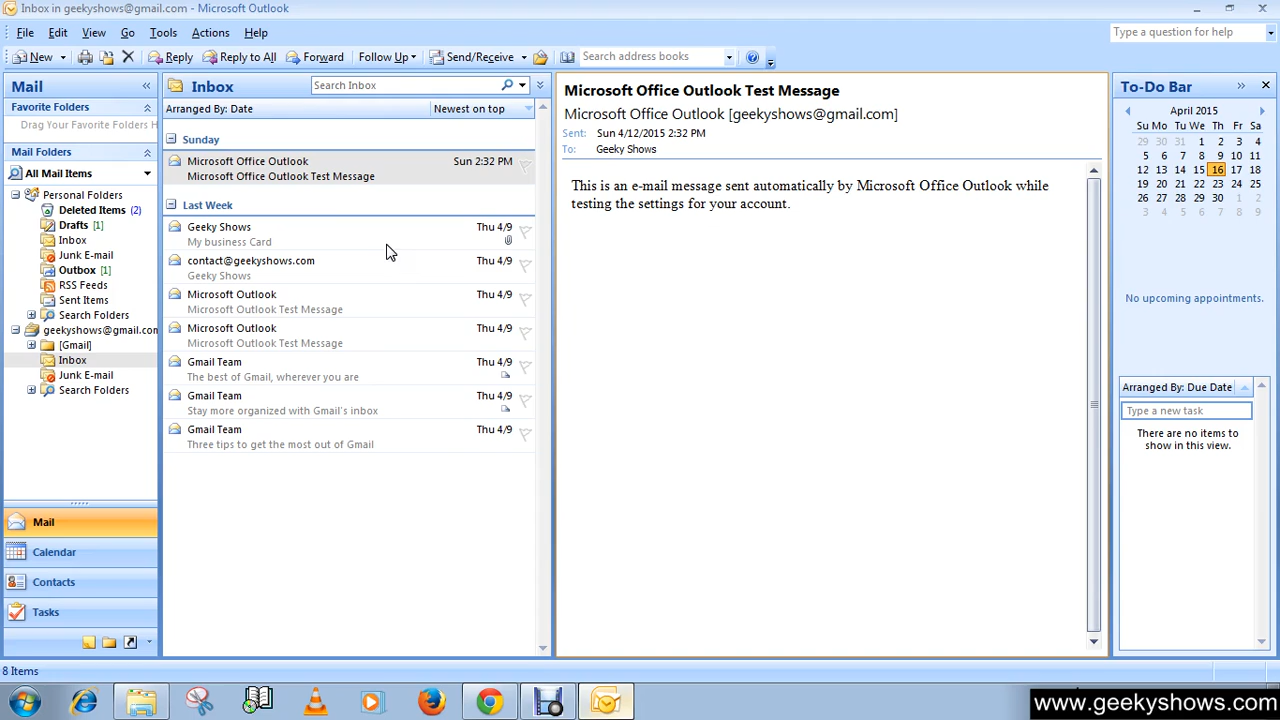 Inbox in geekyshows@gmail.com - Microsoft Outlook
File Edit View Go Tools Actions Help
Type a question for help
New Reply Reply to All Forward Follow Up Send/Receive Search address books
Mail
Favorite Folders
Drag Your Favorite Folders H
Mail Folders
All Mail Items
Personal Folders
Deleted Items (2)
Drafts [1]
Inbox
Junk E-mail
Outbox [1]
RSS Feeds
Sent Items
Search Folders
geekyshows@gmail.com
[Gmail]
Inbox
Junk E-mail
Search Folders
Mail
Calendar
Contacts
Tasks
Inbox
Search Inbox
Arranged By: Date Newest on top
Sunday
Microsoft Office Outlook Sun 2:32 PM
Microsoft Office Outlook Test Message
Last Week
Geeky Shows Thu 4/9
My business Card
contact@geekyshows.com Thu 4/9
Geeky Shows
Microsoft Outlook Thu 4/9
Microsoft Outlook Test Message
Microsoft Outlook Thu 4/9
Microsoft Outlook Test Message
Gmail Team Thu 4/9
The best of Gmail, wherever you are
Gmail Team Thu 4/9
Stay more organized with Gmail's inbox
Gmail Team Thu 4/9
Three tips to get the most out of Gmail
Microsoft Office Outlook Test Message
Microsoft Office Outlook [geekyshows@gmail.com]
Sent: Sun 4/12/2015 2:32 PM
To: Geeky Shows
This is an e-mail message sent automatically by Microsoft Office Outlook while
testing the settings for your account.
To-Do Bar
April 2015
Su Mo Tu We Th Fr Sa
29 30 31 1 2 3 4
5 6 7 8 9 10 11
12 13 14 15 16 17 18
19 20 21 22 23 24 25
26 27 28 29 30 1 2
3 4 5 6 7 8 9
No upcoming appointments.
Arranged By: Due Date
Type a new task
There are no items to
show in this view.
8 Items
www.geekyshows.com